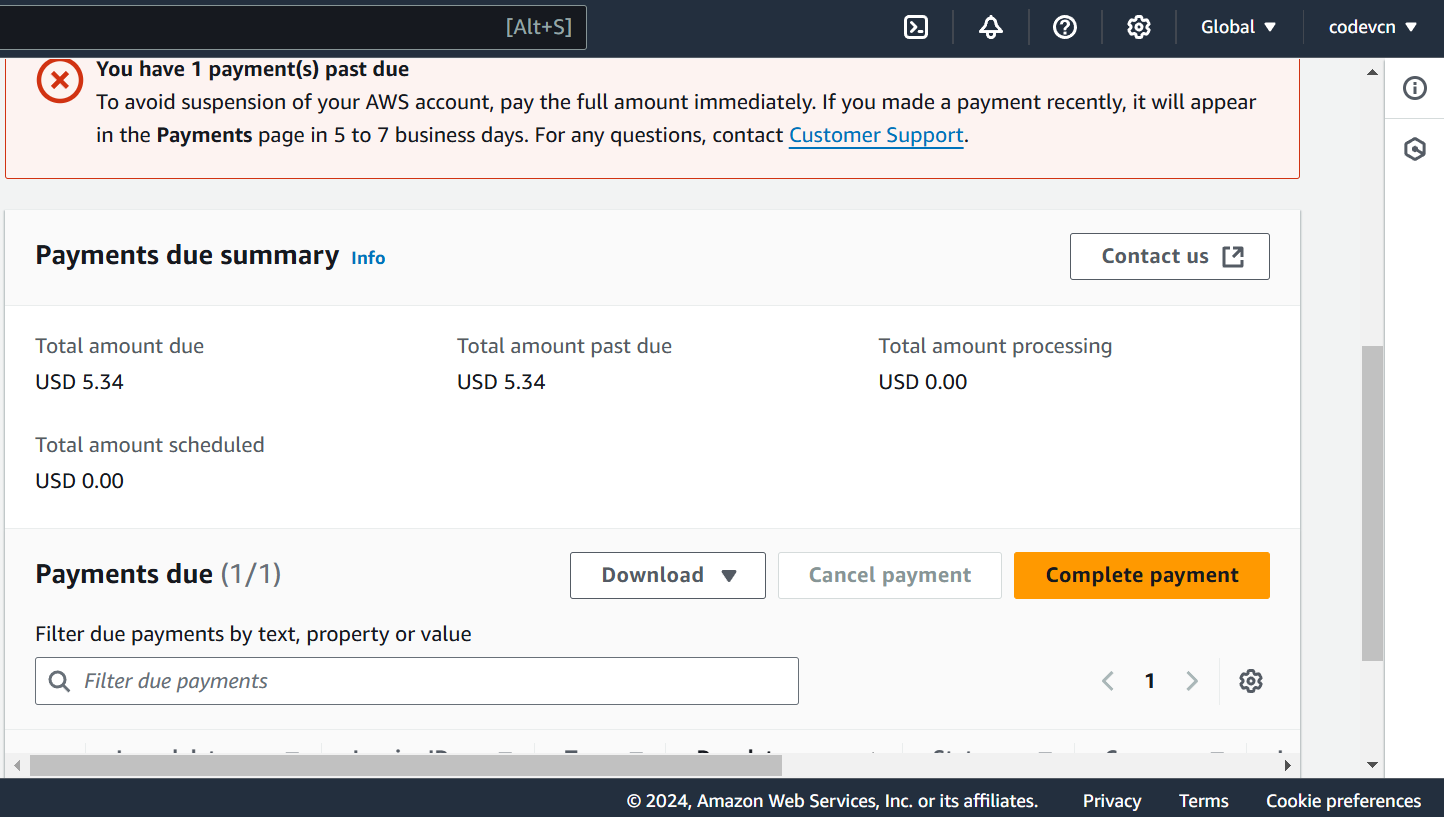 [Alt+S]
Global
codevcn
You have 1 payment(s) past due
To avoid suspension of your AWS account, pay the full amount immediately. If you made a payment recently, it will appear
in the Payments page in 5 to 7 business days. For any questions, contact Customer Support.
Payments due summary Info
Contact us
Total amount due
USD 5.34
Total amount past due
USD 5.34
Total amount processing
USD 0.00
Total amount scheduled
USD 0.00
Payments due (1/1)
Download
Cancel payment
Complete payment
Filter due payments by text, property or value
Filter due payments
1
© 2024, Amazon Web Services, Inc. or its affiliates.
Privacy
Terms
Cookie preferences